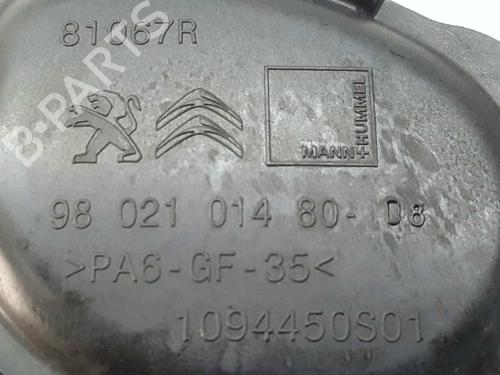 81067R
MANN+
HUMMEL
98 021 014 80- D8
>PA6-GF-35<
1094450S01
B-PARTS